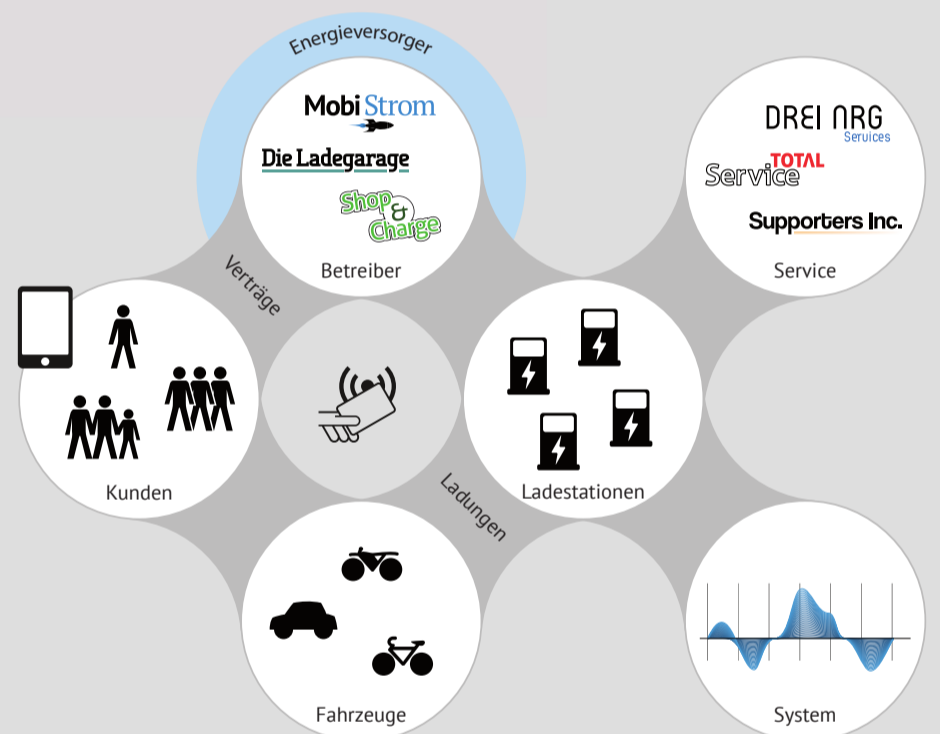 Energieversorger
Mobi Strom
Die Ladegarage
Shop
&
Charge
Betreiber
DREI NRG
Services
TOTAL
Service
Supporters Inc.
Service
Verträge
Kunden
Ladestationen
Ladungen
Fahrzeuge
System